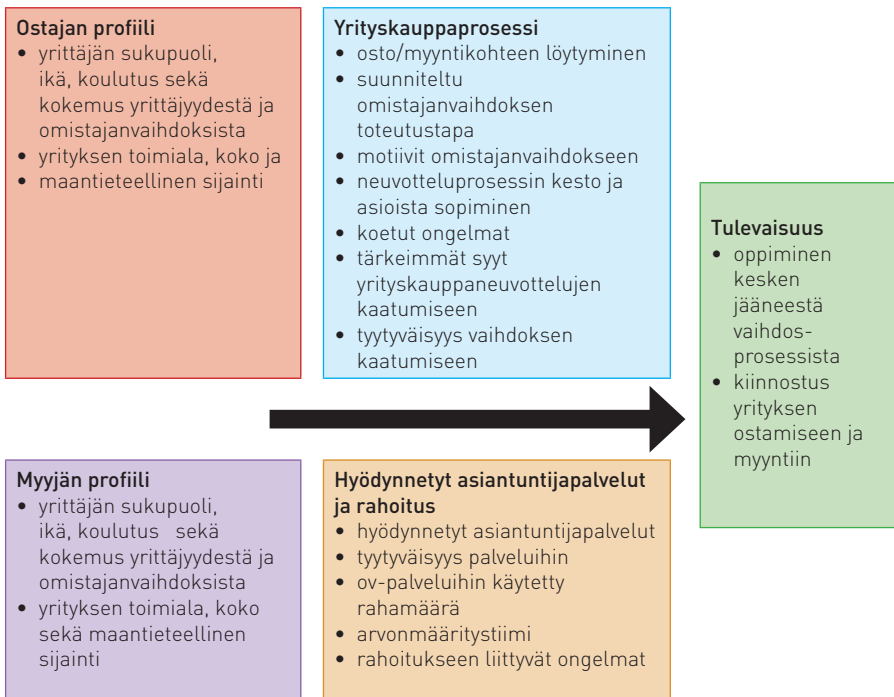 Ostajan profiili
• yrittäjän sukupuoli,
ikä, koulutus sekä
kokemus yrittäjyydestä ja
omistajanvaihdoksista
• yrityksen toimiala, koko ja
• maantieteellinen sijainti
Yrityskauppaprosessi
• osto/myyntikohteen löytyminen
• suunniteltu
omistajanvaihdoksen
toteutustapa
• motiivit omistajanvaihdokseen
• neuvotteluprosessin kesto ja
asioista sopiminen
• koetut ongelmat
• tärkeimmät syyt
yrityskauppaneuvottelujen
kaatumiseen
• tyytyväisyys vaihdoksen
kaatumiseen
Myyjän profiili
• yrittäjän sukupuoli,
ikä, koulutus sekä
kokemus yrittäjyydestä ja
omistajanvaihdoksista
• yrityksen toimiala, koko
sekä maantieteellinen
sijainti
Hyödynnetyt asiantuntijapalvelut
ja rahoitus
• hyödynnetyt asiantuntijapalvelut
• tyytyväisyys palveluihin
• ov-palveluihin käytetty
rahamäärä
• arvonmääritystiimi
• rahoitukseen liittyvät ongelmat
Tulevaisuus
• oppiminen
kesken
jääneestä
vaihdos-
prosessista
• kiinnostus
yrityksen
ostamiseen ja
myyntiin